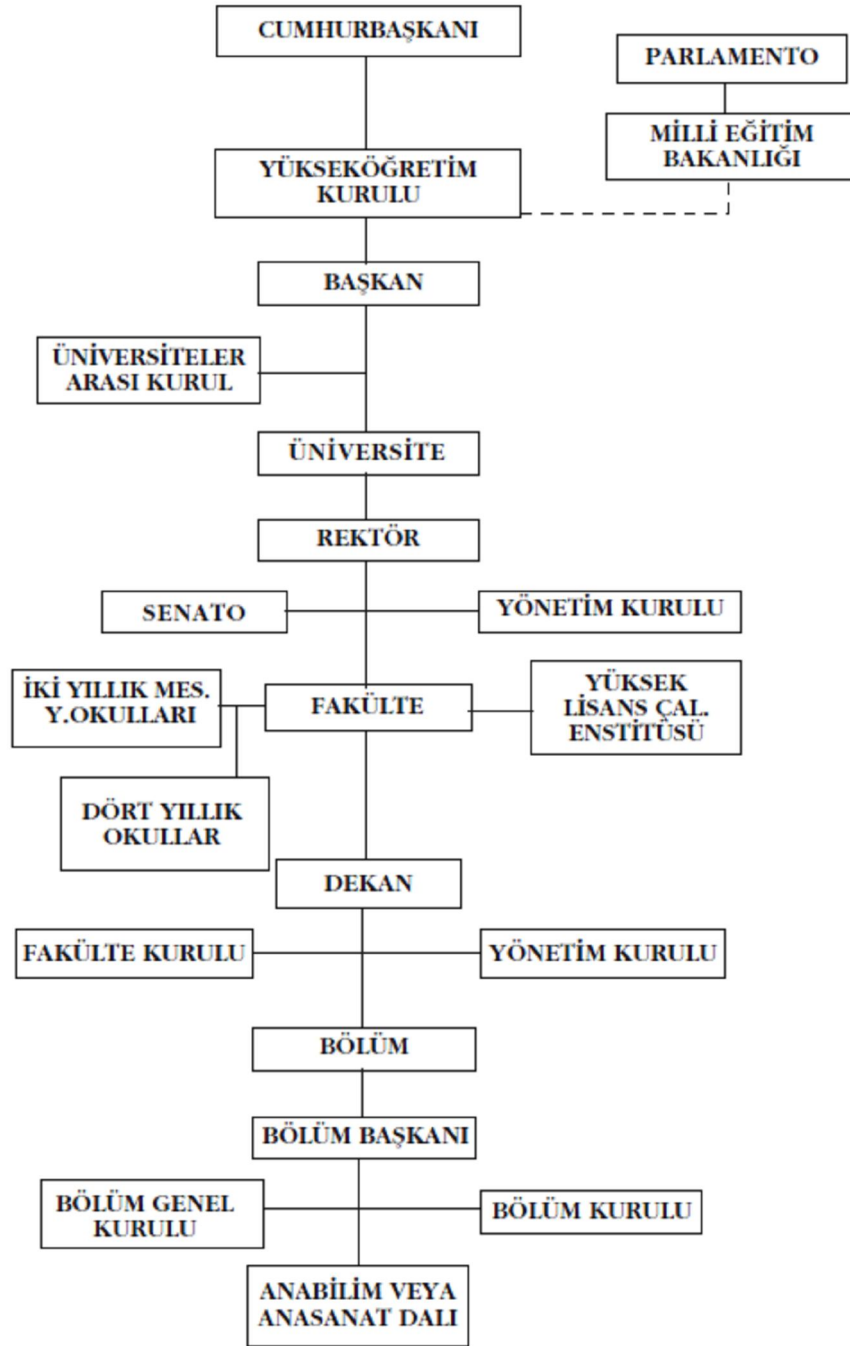 CUMHURBAŞKANI
PARLAMENTO
MİLLİ EĞİTİM
BAKANLIĞI
YÜKSEKÖĞRETİM
KURULU
BAŞKAN
ÜNİVERSİTELER
ARASI KURUL
ÜNİVERSİTE
REKTÖR
SENATO
YÖNETİM KURULU
İKİ YILLIK MES.
Y.OKULLARI
FAKÜLTE
YÜKSEK
LİSANS ÇAL.
ENSTİTÜSÜ
DÖRT YILLIK
OKULLAR
DEKAN
FAKÜLTE KURULU
YÖNETİM KURULU
BÖLÜM
BÖLÜM BAŞKANI
BÖLÜM GENEL
KURULU
BÖLÜM KURULU
ANABİLİM VEYA
ANASANAT DALI